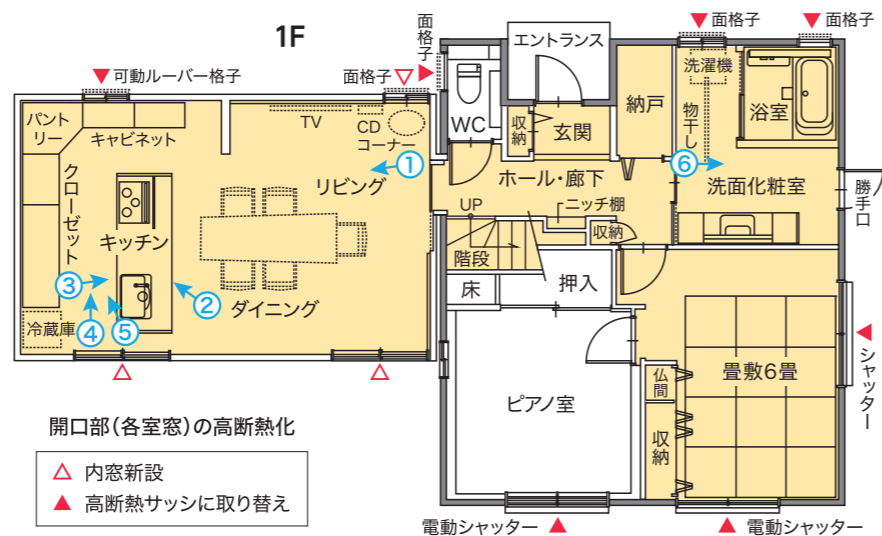 1F
面格子
面格子
面格子
エントランス
可動ルーバー格子
面格子
洗濯機
パントリー
キャビネット
TV
CD
コーナー
WC
収納
玄関
納戸
物干し
浴室
①
⑥
クローゼット
リビング
ホール・廊下
洗面化粧室
勝手口
UP
ニッチ棚
キッチン
収納
階段
③
②
ダイニング
床
押入
④
⑤
冷蔵庫
シャッター
仏間
畳敷6畳
ピアノ室
収納
開口部(各室窓)の高断熱化
△ 内窓新設
▲ 高断熱サッシに取り替え
電動シャッター
電動シャッター